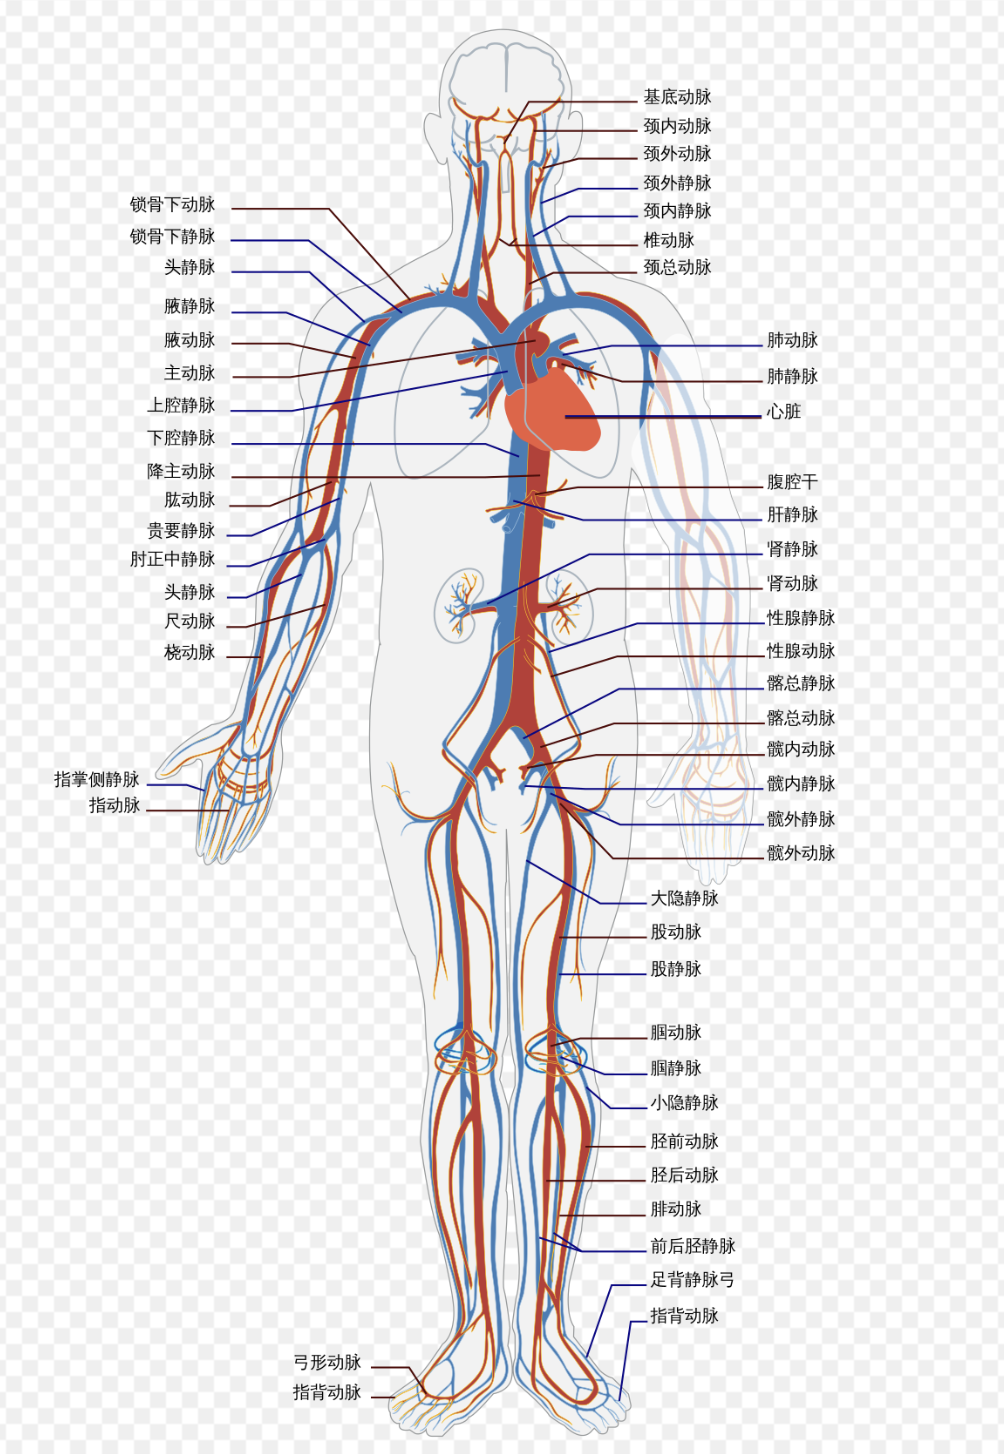 基底动脉
颈内动脉
颈外动脉
颈外静脉
颈内静脉
椎动脉
颈总动脉
锁骨下动脉
锁骨下静脉
头静脉
腋静脉
腋动脉
主动脉
上腔静脉
下腔静脉
降主动脉
肱动脉
贵要静脉
肘正中静脉
头静脉
尺动脉
桡动脉
指掌侧静脉
指动脉
肺动脉
肺静脉
心脏
腹腔干
肝静脉
肾静脉
肾动脉
性腺静脉
性腺动脉
髂总静脉
髂总动脉
髋内动脉
髋内静脉
髋外静脉
髋外动脉
大隐静脉
股动脉
股静脉
腘动脉
腘静脉
小隐静脉
胫前动脉
胫后动脉
腓动脉
前后胫静脉
足背静脉弓
指背动脉
弓形动脉
指背动脉